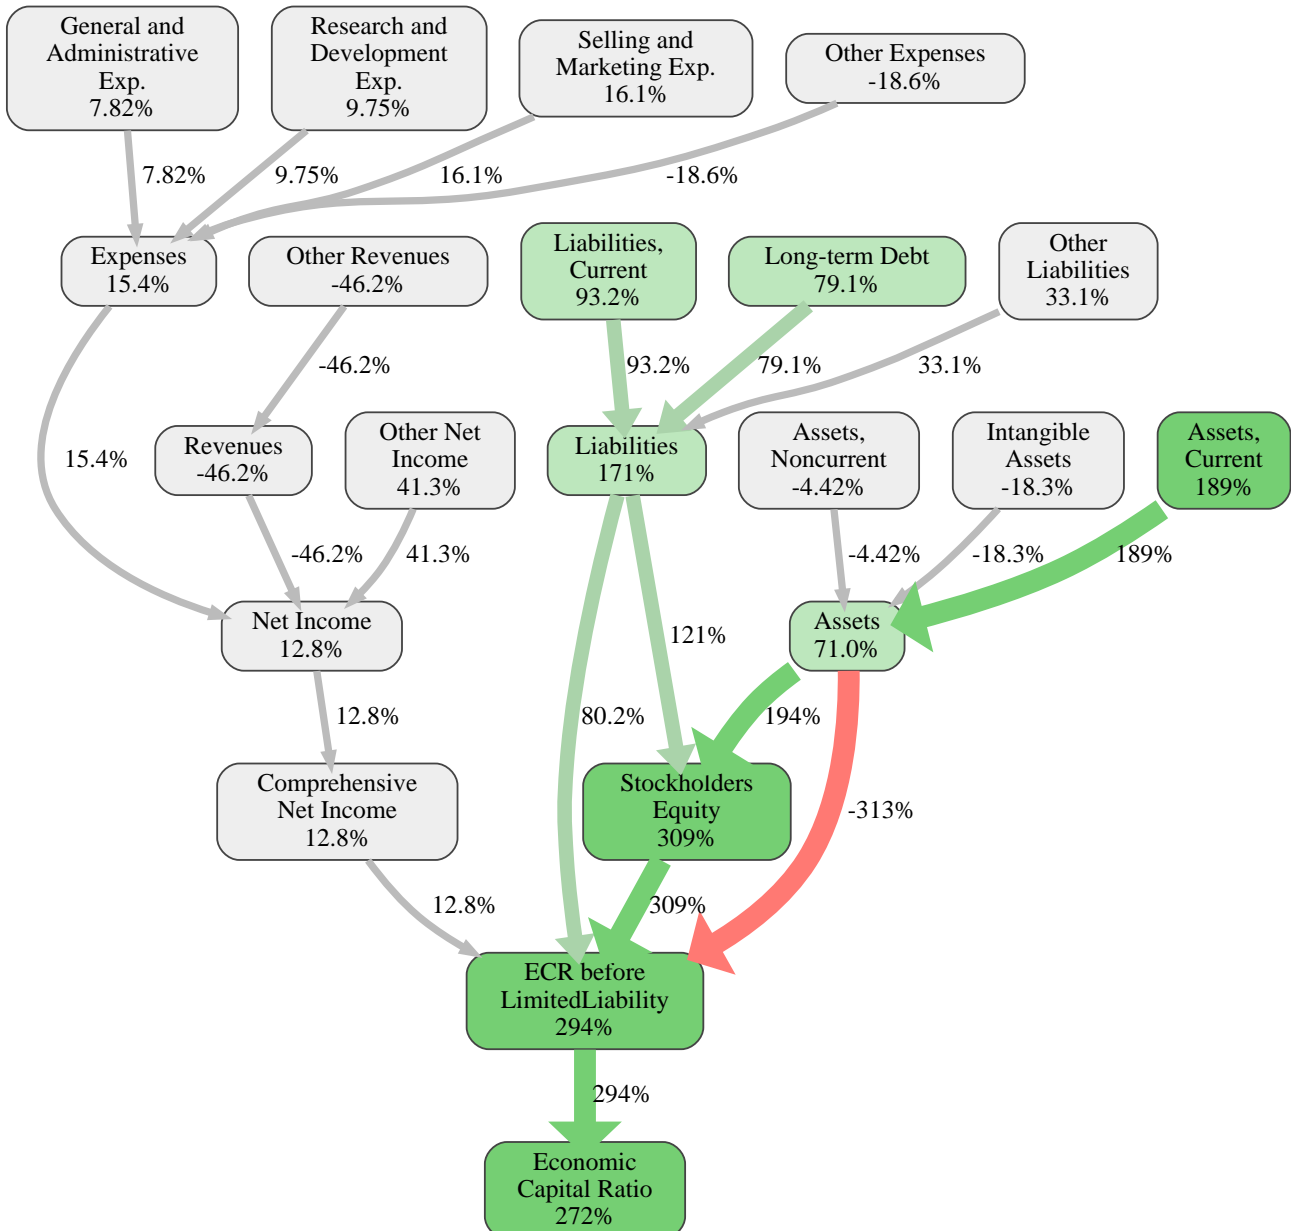 General and
Administrative
Exp.
7.82%
Research and
Development
Exp.
9.75%
Selling and
Marketing Exp.
16.1%
Other Expenses
-18.6%
7.82%
9.75%
16.1%
-18.6%
Expenses
15.4%
Other Revenues
-46.2%
Liabilities,
Current
93.2%
Long-term Debt
79.1%
Other
Liabilities
33.1%
-46.2%
93.2%
79.1%
33.1%
15.4%
Revenues
-46.2%
Other Net
Income
41.3%
Liabilities
171%
Assets,
Noncurrent
-4.42%
Intangible
Assets
-18.3%
Assets,
Current
189%
-46.2%
41.3%
-4.42%
-18.3%
189%
Net Income
12.8%
121%
Assets
71.0%
12.8%
80.2%
194%
Comprehensive
Net Income
12.8%
Stockholders
Equity
309%
-313%
12.8%
309%
ECR before
LimitedLiability
294%
294%
Economic
Capital Ratio
272%